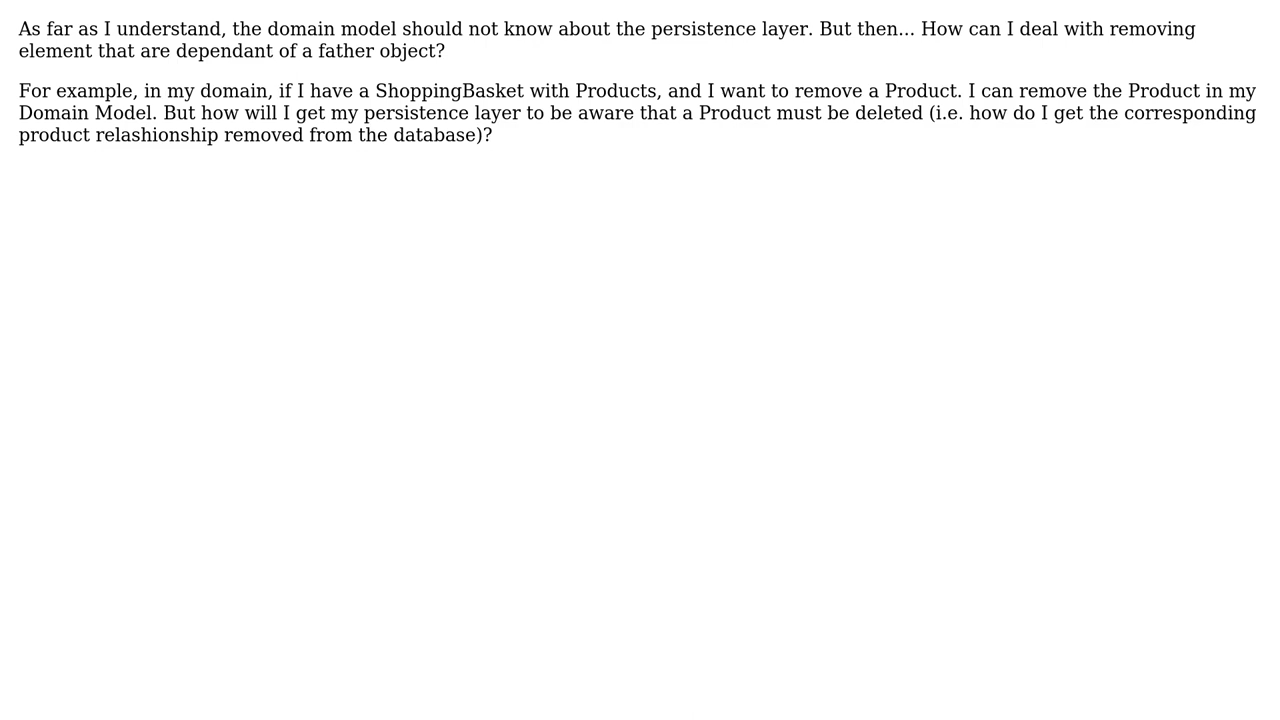 As far as I understand, the domain model should not know about the persistence layer. But then... How can I deal with removing
element that are dependant of a father object?
For example, in my domain, if I have a ShoppingBasket with Products, and I want to remove a Product. I can remove the Product in my
Domain Model. But how will I get my persistence layer to be aware that a Product must be deleted (i.e. how do I get the corresponding
product relashionship removed from the database)?